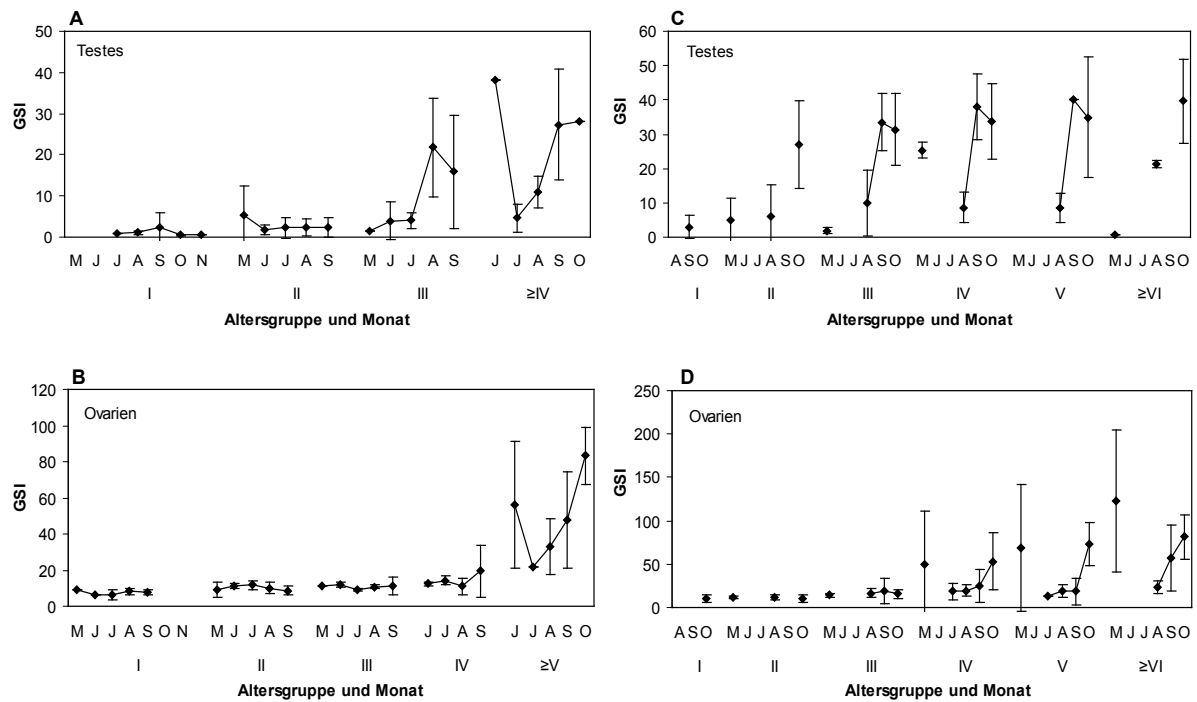 A
Testes
GSI
50
40
30
20
10
0
M J J A S O N M J J A S M J J A S J J A S O
I II III ≥IV
Altersgruppe und Monat
C
Testes
GSI
60
50
40
30
20
10
0
A S O M J J A S O M J J A S O M J J A S O M J J A S O M J J A S O
I II III IV V ≥VI
Altersgruppe und Monat
B
Ovarien
GSI
120
100
80
60
40
20
0
M J J A S O N M J J A S M J J A S J J A S J J A S O
I II III IV ≥V
Altersgruppe und Monat
D
Ovarien
GSI
250
200
150
100
50
0
A S O M J J A S O M J J A S O M J J A S O M J J A S O M J J A S O
I II III IV V ≥VI
Altersgruppe und Monat